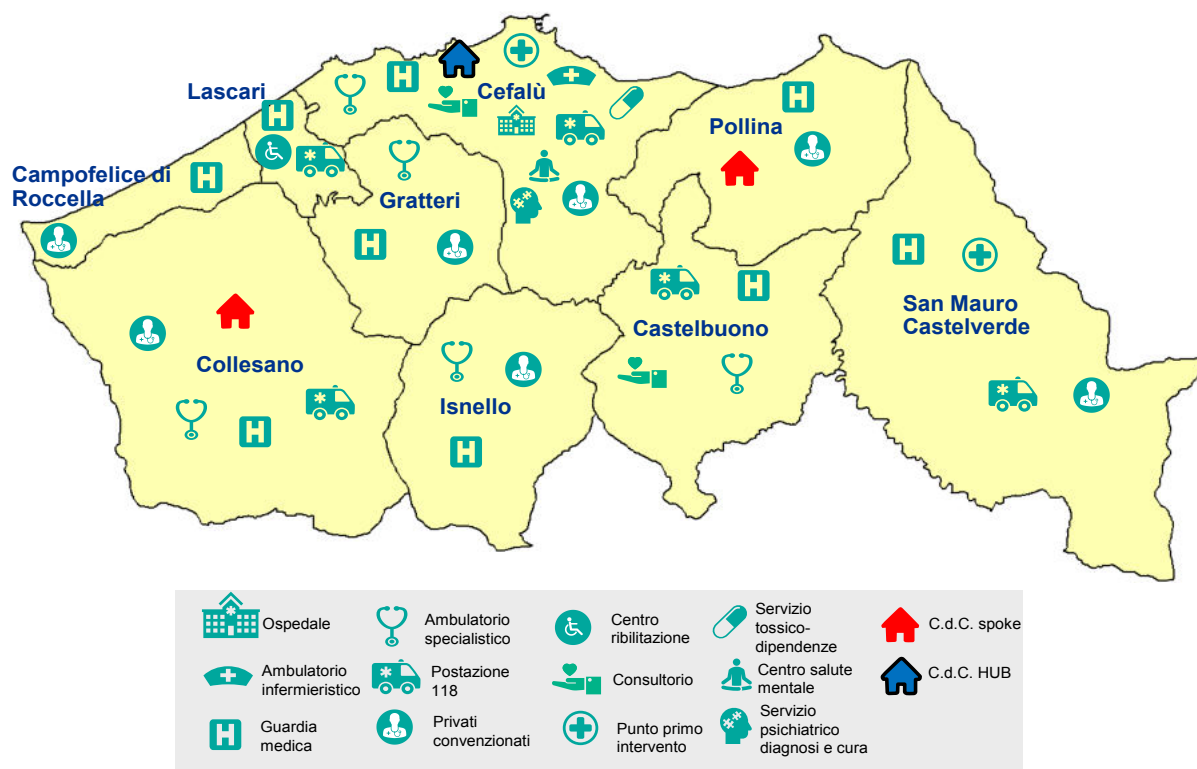 Lascari
Cefalù
Pollina
Campofelice di
Roccella
Gratteri
San Mauro
Castelverde
Castelbuono
Collesano
Isnello
Ospedale
Ambulatorio
specialistico
Centro
ribilitazione
Servizio
tossico-
dipendenze
C.d.C. spoke
Ambulatorio
infermieristico
Postazione
118
Consultorio
Centro salute
mentale
C.d.C. HUB
Guardia
medica
Privati
convenzionati
Punto primo
intervento
Servizio
psichiatrico
diagnosi e cura